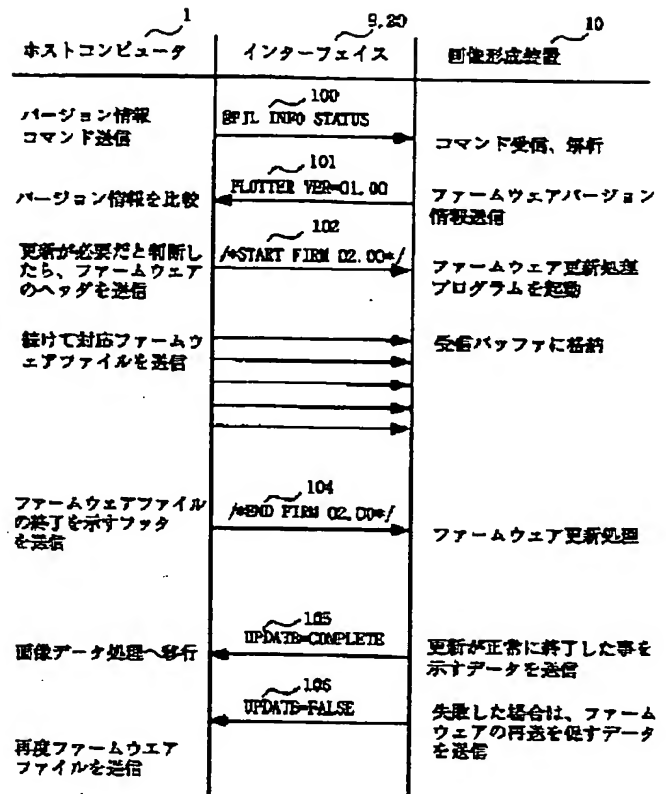 1
9,20
10
ホストコンピュータ
インターフェイス
画像形成装置
バージョン情報
コマンド送信
100
@PJL INFO STATUS
コマンド受信、解析
101
PLOTTER VER=01.00
バージョン情報を比較
ファームウェアバージョン
情報送信
102
/*START FIRM 02.00*/
更新が必要だと判断し
たら、ファームウェア
のヘッダを送信
ファームウェア更新処理
プログラムを起動
続けて対応ファームウ
ェアファイルを送信
受信バッファに格納
104
/*END FIRM 02.00*/
ファームウェアファイル
の終了を示すフッタ
を送信
ファームウェア更新処理
105
UPDATE=COMPLETE
画像データ処理へ移行
更新が正常に終了した事を
示すデータを送信
106
UPDATE=FALSE
失敗した場合は、ファーム
ウェアの再送を促すデータ
を送信
再度ファームウエア
ファイルを送信